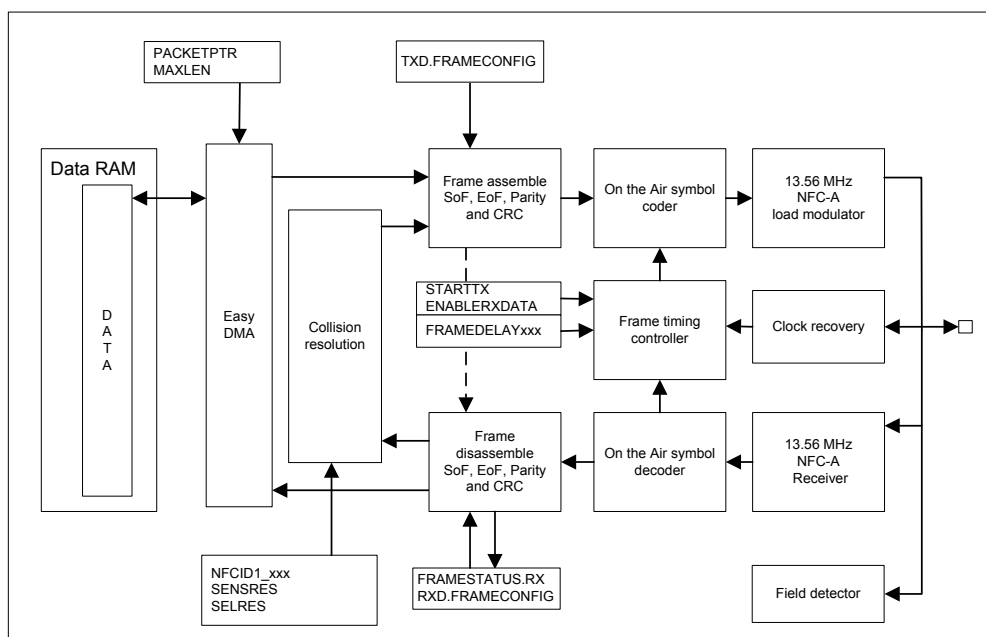 PACKETPTR
MAXLEN
TXD.FRAMECONFIG
Data RAM
D
A
T
A
Easy
DMA
Collision
resolution
Frame assemble
SoF, EoF, Parity
and CRC
On the Air symbol
coder
13.56 MHz
NFC-A
load modulator
STARTTX
ENABLERXDATA
FRAMEDELAYxxx
Frame timing
controller
Clock recovery
Frame
disassemble
SoF, EoF, Parity
and CRC
On the Air symbol
decoder
13.56 MHz
NFC-A
Receiver
NFCID1_xxx
SENSRES
SELRES
FRAMESTATUS.RX
RXD.FRAMECONFIG
Field detector